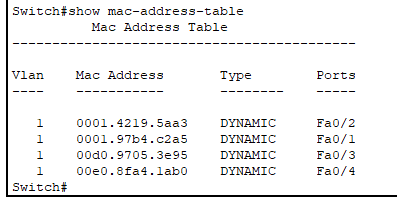 Switch#show mac-address-table
Mac Address Table
-------------------------------------------
Vlan Mac Address Type Ports
---- ----------- -------- -----
1 0001.4219.5aa3 DYNAMIC Fa0/2
1 0001.97b4.c2a5 DYNAMIC Fa0/1
1 00d0.9705.3e95 DYNAMIC Fa0/3
1 00e0.8fa4.1ab0 DYNAMIC Fa0/4
Switch#